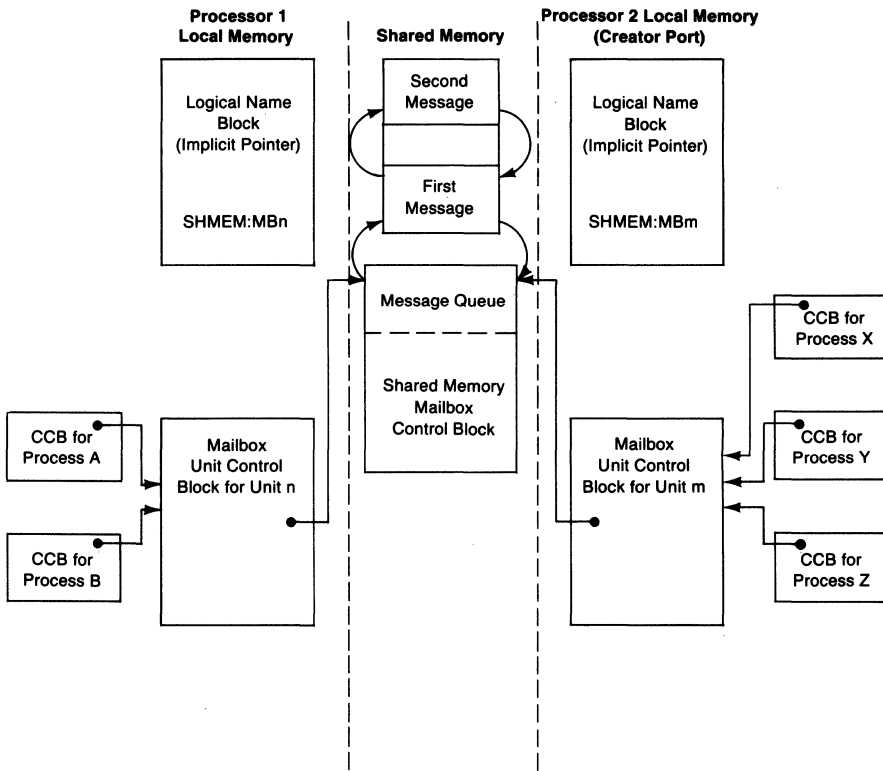 Processor 1
Local Memory
Shared Memory
Processor 2 Local Memory
(Creator Port)
Logical Name
Block
(Implicit Pointer)
SHMEM:MBn
Second
Message
First
Message
Logical Name
Block
(Implicit Pointer)
SHMEM:MBm
Message Queue
Shared Memory
Mailbox
Control Block
CCB for
Process X
CCB for
Process A
Mailbox
Unit Control
Block for Unit n
Mailbox
Unit Control
Block for Unit m
CCB for
Process Y
CCB for
Process B
CCB for
Process Z